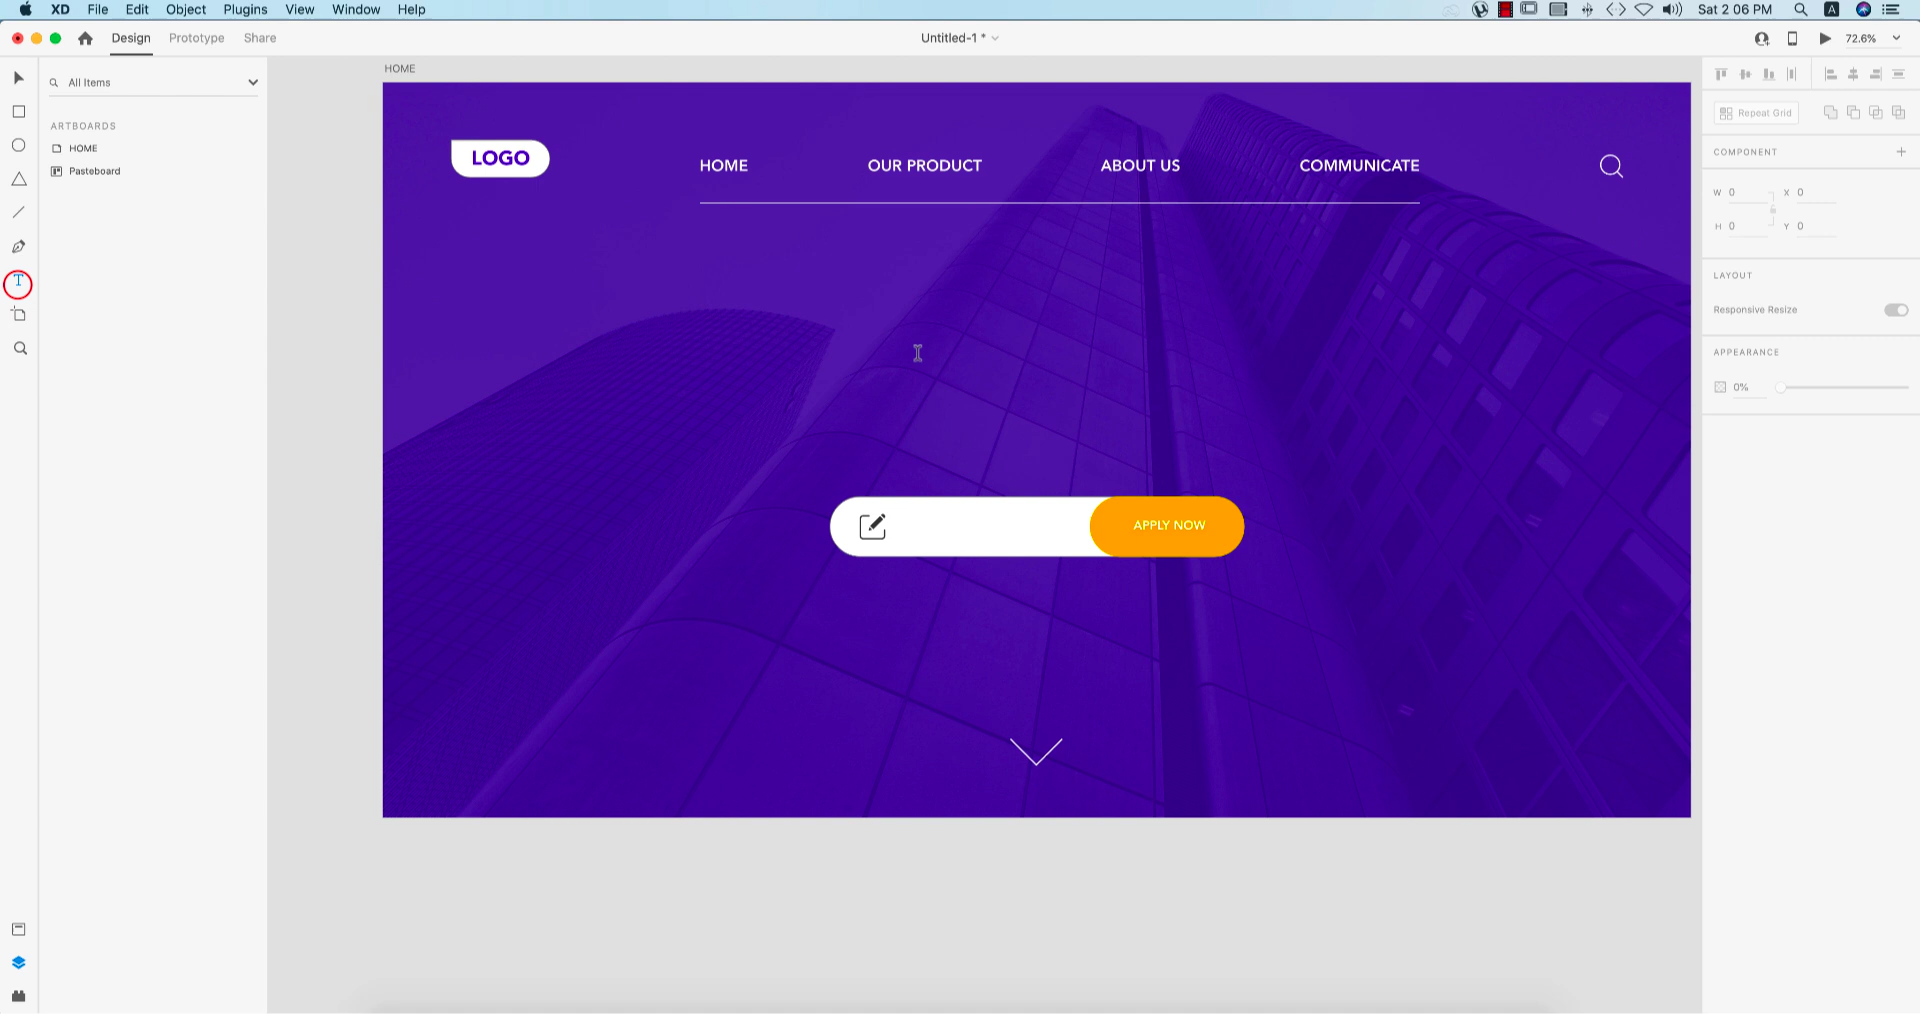 XD File Edit Object Plugins View Window Help
A
Sat 2 06 PM
Design Prototype Share
Untitled-1 *
72.6%
All Items
ARTBOARDS
HOME
Pasteboard
HOME
LOGO
HOME OUR PRODUCT ABOUT US COMMUNICATE
APPLY NOW
T
Repeat Grid
COMPONENT
W 0 X 0
H 0 Y 0
LAYOUT
Responsive Resize
APPEARANCE
0%